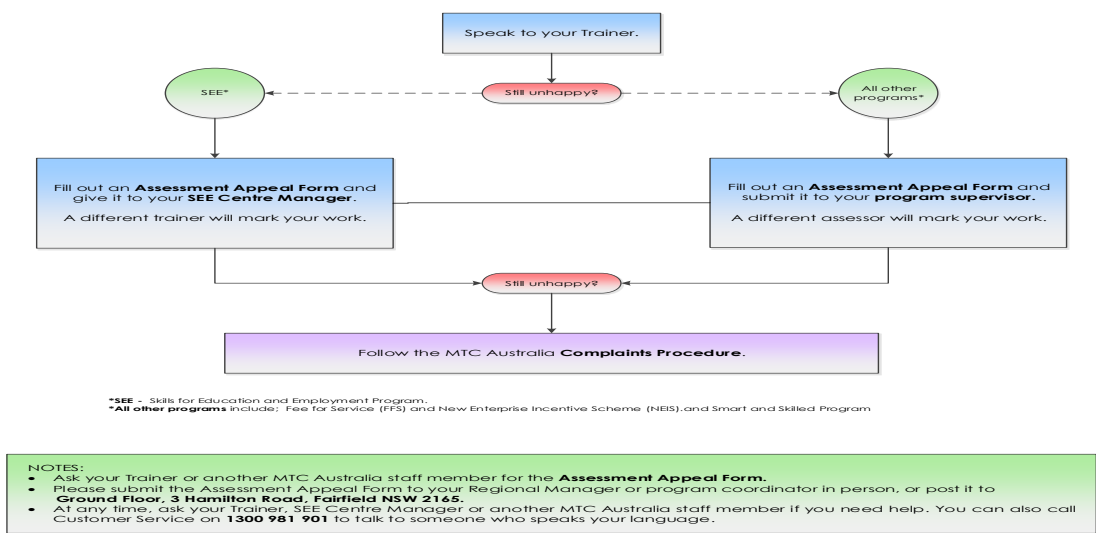 Speak to your Trainer.
Still unhappy?
SEE*
All other
programs*
Fill out an Assessment Appeal Form and
give it to your SEE Centre Manager.
A different trainer will mark your work.
Fill out an Assessment Appeal Form and
submit it to your program supervisor.
A different assessor will mark your work.
Still unhappy?
Follow the MTC Australia Complaints Procedure.
*SEE - Skills for Education and Employment Program.
*All other programs include; Fee for Service (FFS) and New Enterprise Incentive Scheme (NEIS).and Smart and Skilled Program
NOTES:
• Ask your Trainer or another MTC Australia staff member for the Assessment Appeal Form.
• Please submit the Assessment Appeal Form to your Regional Manager or program coordinator in person, or post it to
Ground Floor, 3 Hamilton Road, Fairfield NSW 2165.
• At any time, ask your Trainer, SEE Centre Manager or another MTC Australia staff member if you need help. You can also call
Customer Service on 1300 981 901 to talk to someone who speaks your language.